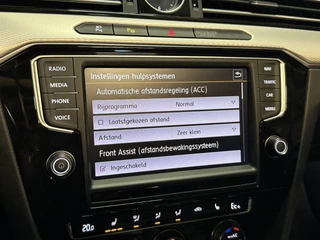 RADIO
MEDIA
PHONE
VOICE
NAV
TRAFFIC
CAR
MENU
Instellingen hulpsystemen
Automatische afstandsregeling (ACC)
Rijprogramma Normaal
Laatstgekozen afstand
Afstand Zeer klein
Front Assist (afstandsbewakingssysteem)
Ingeschakeld
20.0